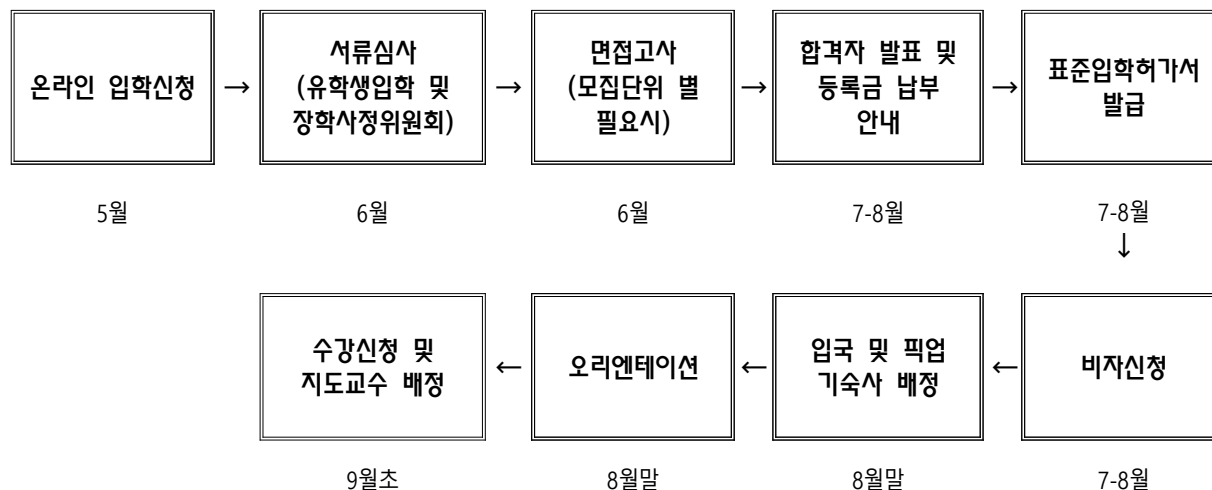 온라인 입학신청
→
서류심사
(유학생입학 및
장학사정위원회)
→
면접고사
(모집단위 별
필요시)
→
합격자 발표 및
등록금 납부
안내
→
표준입학허가서
발급
5월
6월
6월
7-8월
7-8월
↓
비자신청
←
입국 및 픽업
기숙사 배정
←
오리엔테이션
←
수강신청 및
지도교수 배정
7-8월
8월말
8월말
9월초